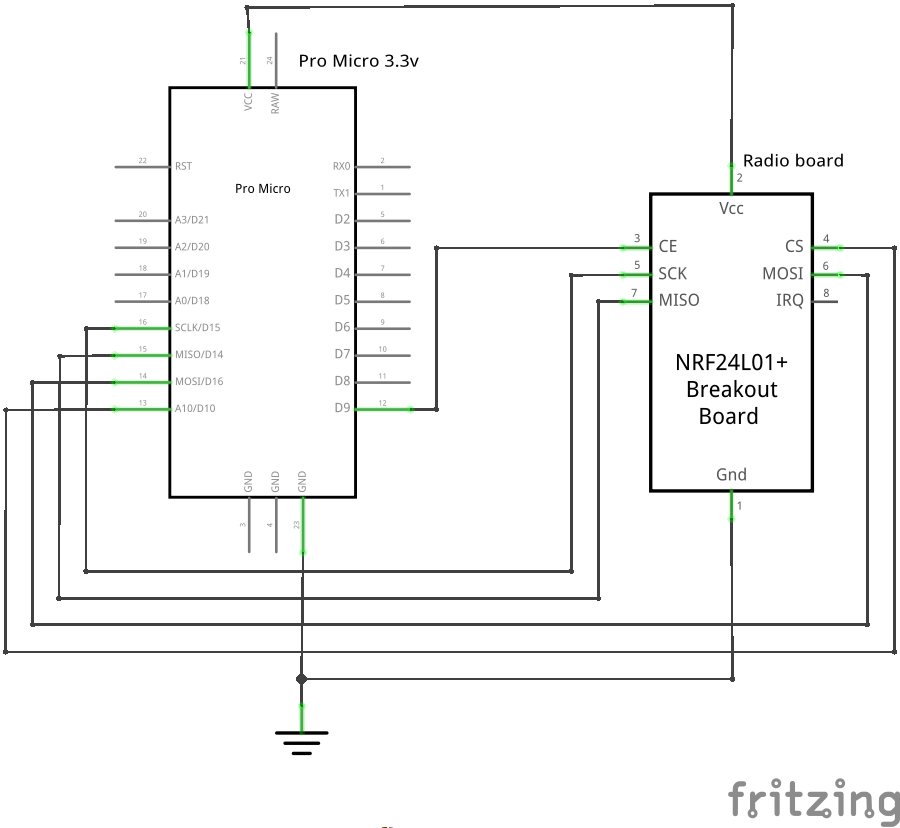 Pro Micro 3.3v
21
24
VCC
RAW
Radio board
2
22
RST
RX0
2
Pro Micro
TX1
1
Vcc
20
A3/D21
D2
5
19
A2/D20
D3
6
3
CE
CS
4
18
A1/D19
D4
7
5
SCK
MOSI
6
17
A0/D18
D5
8
7
MISO
IRQ
8
16
SCLK/D15
D6
9
15
MISO/D14
D7
10
NRF24L01+
Breakout
Board
14
MOSI/D16
D8
11
13
A10/D10
D9
12
GND
GND
GND
Gnd
3
4
23
1
fritzing